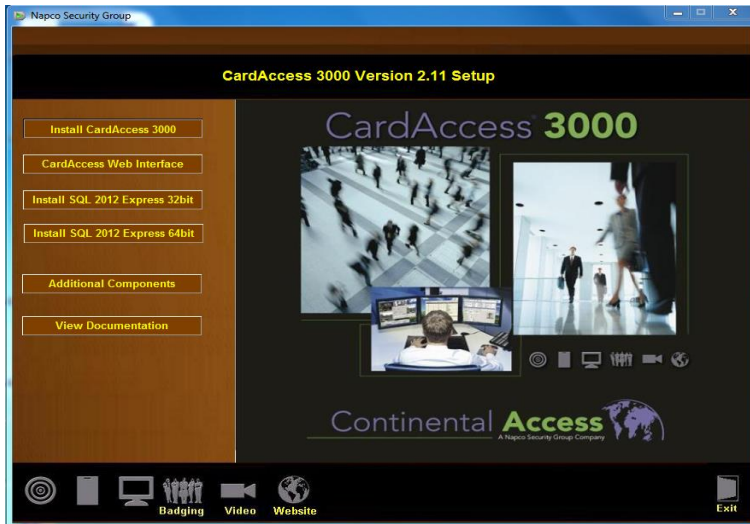 Napco Security Group
CardAccess 3000 Version 2.11 Setup
Install CardAccess 3000
CardAccess Web Interface
Install SQL 2012 Express 32bit
Install SQL 2012 Express 64bit
Additional Components
View Documentation
CardAccess 3000
Continental Access
A Napco Security Group Company
Badging
Video
Website
Exit